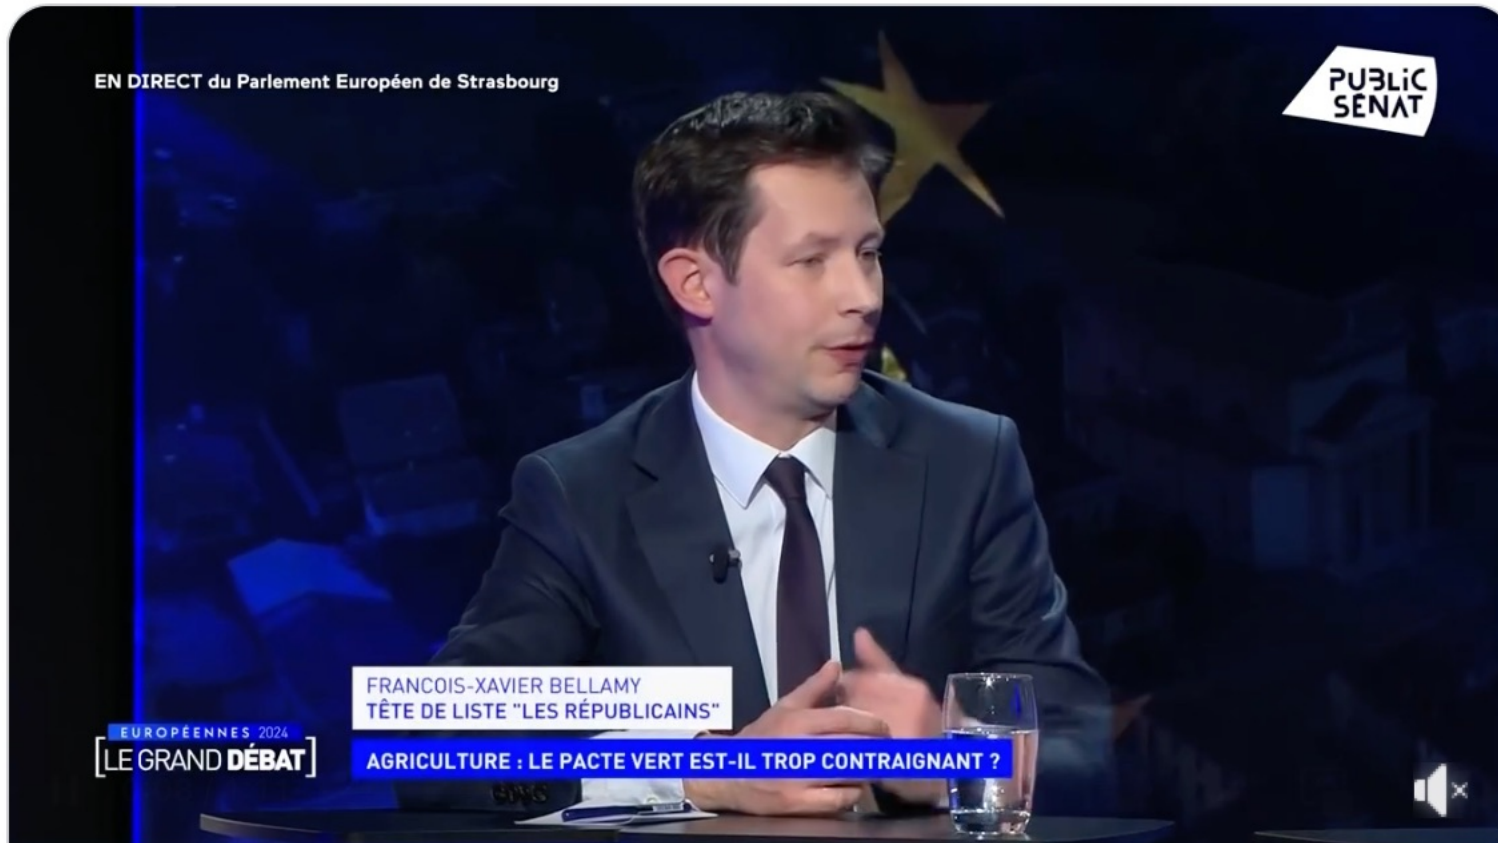 EN DIRECT du Parlement Européen de Strasbourg
PUBLIC
SÉNAT
FRANCOIS-XAVIER BELLAMY
TÊTE DE LISTE "LES RÉPUBLICAINS"
EUROPÉENNES 2024
[LE GRAND DÉBAT]
AGRICULTURE : LE PACTE VERT EST-IL TROP CONTRAIGNANT ?